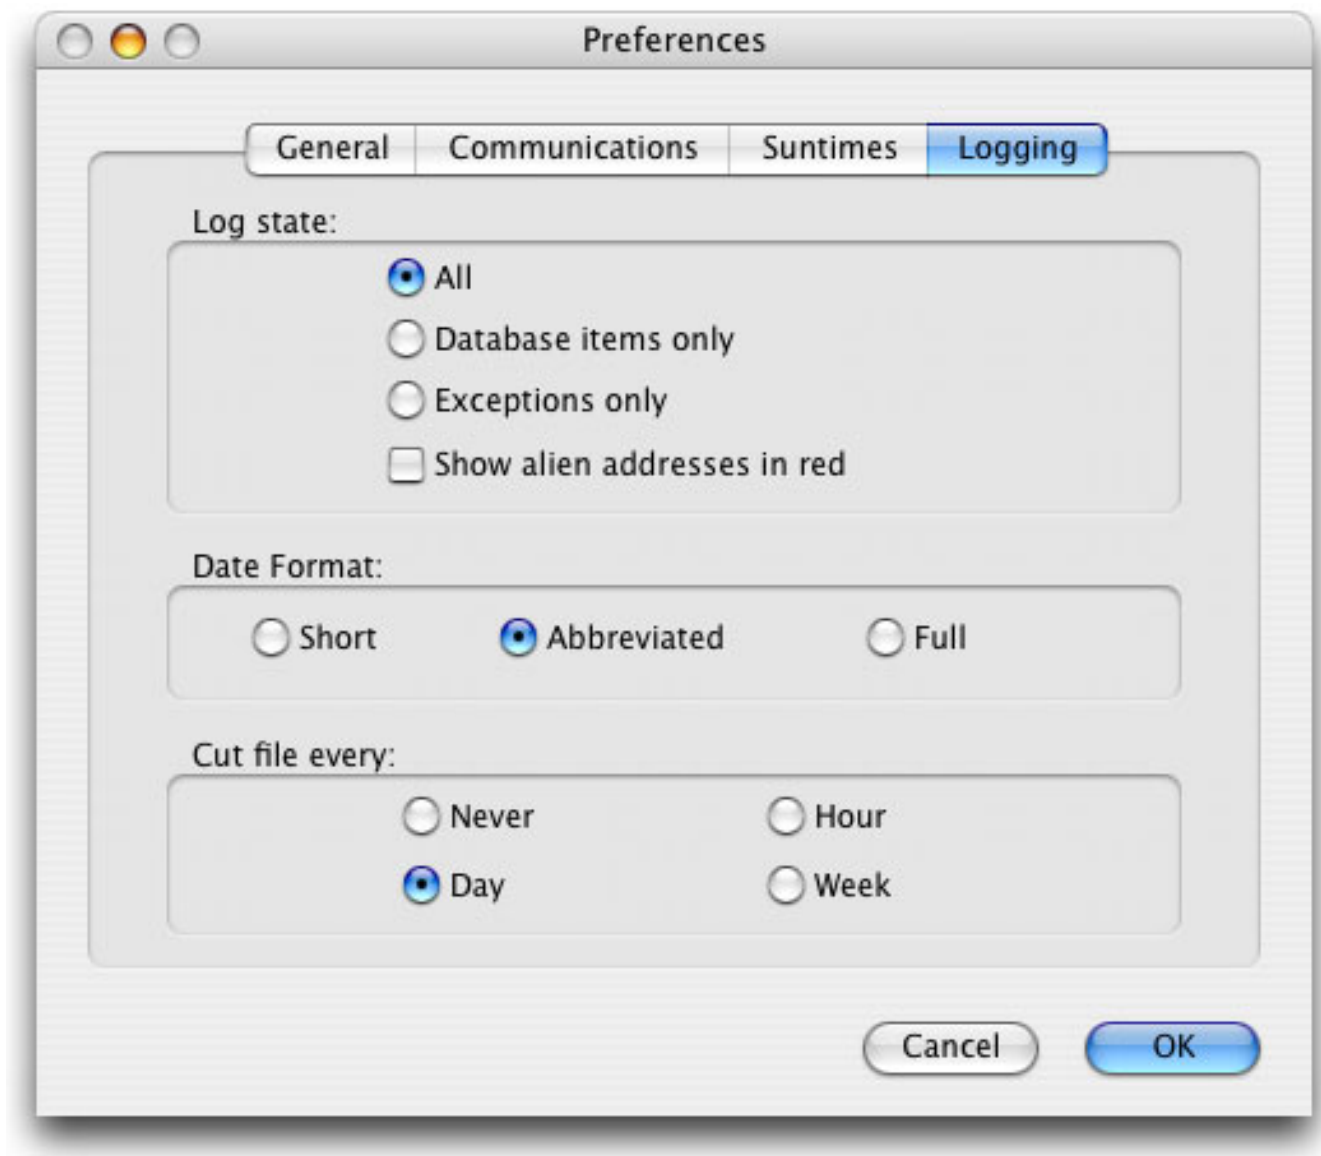 Preferences
General Communications Suntimes Logging
Log state:
All
Database items only
Exceptions only
Show alien addresses in red
Date Format:
Short Abbreviated Full
Cut file every:
Never Hour
Day Week
Cancel OK